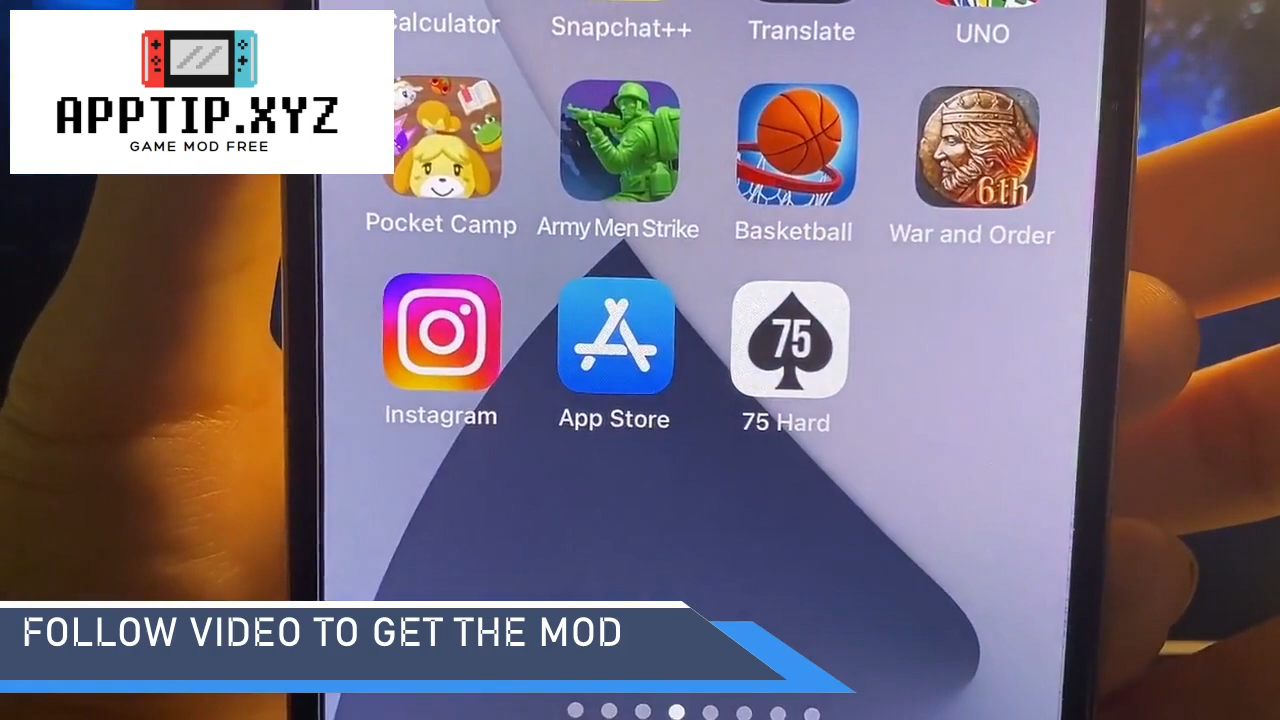 APPTIP.XYZ
GAME MOD FREE
Calculator
Snapchat++
Translate
UNO
6th
Pocket Camp
Army Men Strike
Basketball
War and Order
75
Instagram
App Store
75 Hard
FOLLOW VIDEO TO GET THE MOD